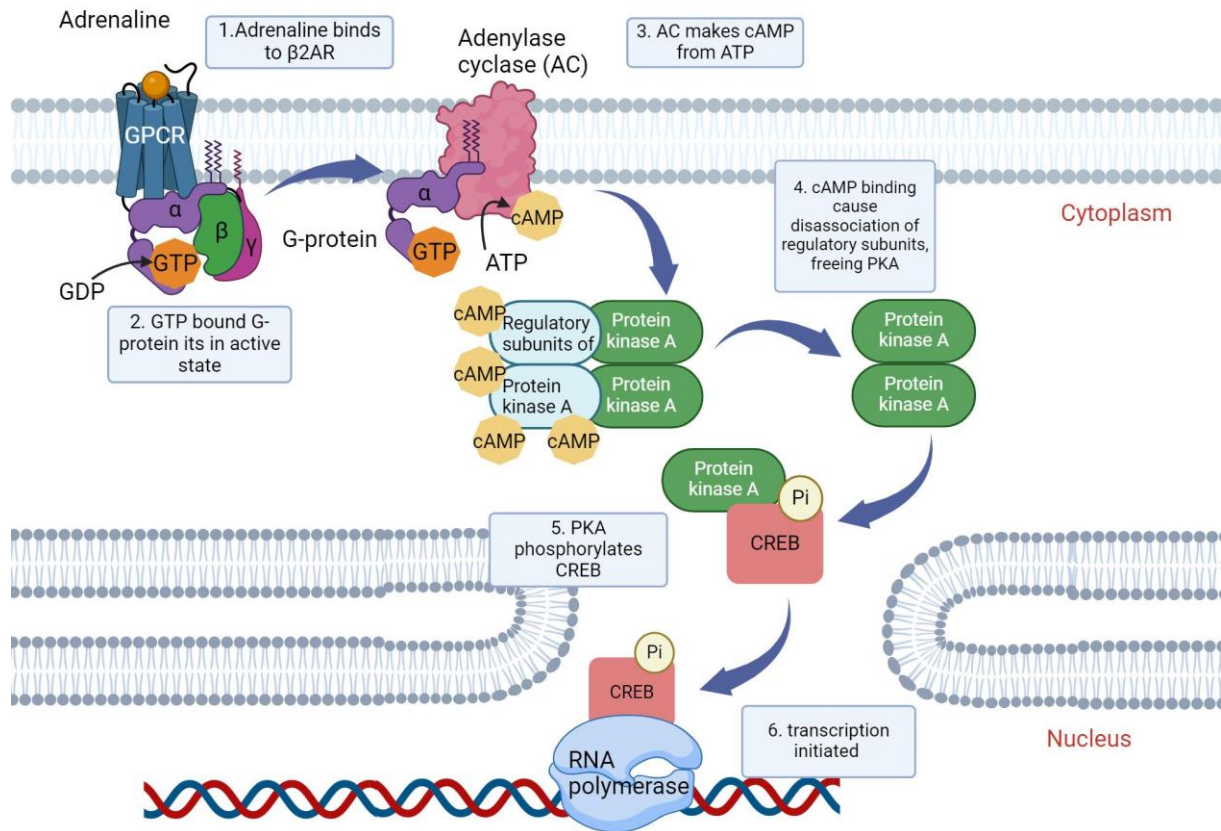 Adrenaline
1.Adrenaline binds
to β2AR
Adenylase
cyclase (AC)
3. AC makes cAMP
from ATP
GPCR
α
β
γ
GTP
GDP
G-protein
α
GTP
ATP
cAMP
2. GTP bound G-
protein its in active
state
4. cAMP binding
cause
disassociation of
regulatory subunits,
freeing PKA
Cytoplasm
cAMP
Regulatory
subunits of
Protein
kinase A
cAMP
Protein
kinase A
Protein
kinase A
cAMP
cAMP
Protein
kinase A
Protein
kinase A
Protein
kinase A
Pi
CREB
5. PKA
phosphorylates
CREB
Pi
CREB
RNA
polymerase
6. transcription
initiated
Nucleus